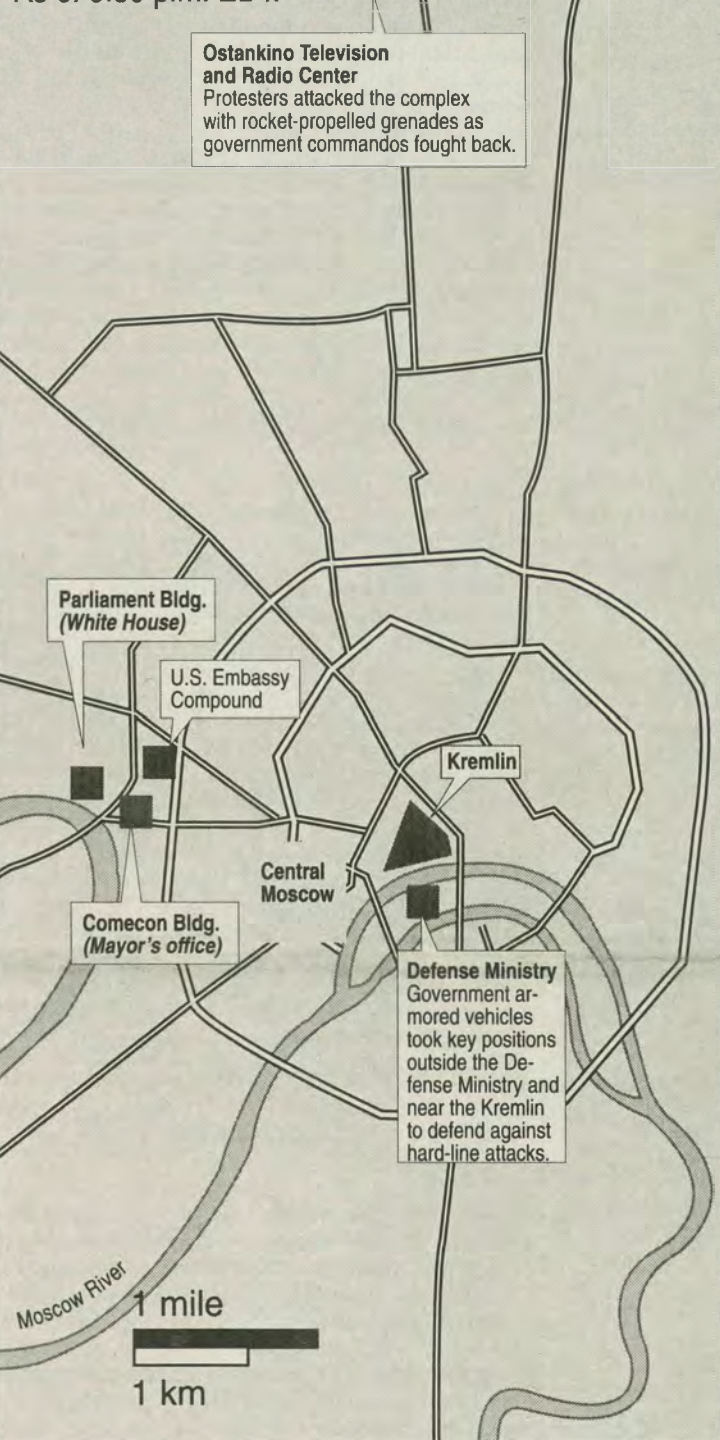 Ostankino Television
and Radio Center
Protesters attacked the complex
with rocket-propelled grenades as
government commandos fought back.
Parliament Bldg.
(White House)
U.S. Embassy
Compound
Kremlin
Central
Moscow
Comecon Bldg.
(Mayor's office)
Defense Ministry
Government ar-
mored vehicles
took key positions
outside the De-
fense Ministry and
near the Kremlin
to defend against
hard-line attacks.
Moscow River
1 mile
1 km